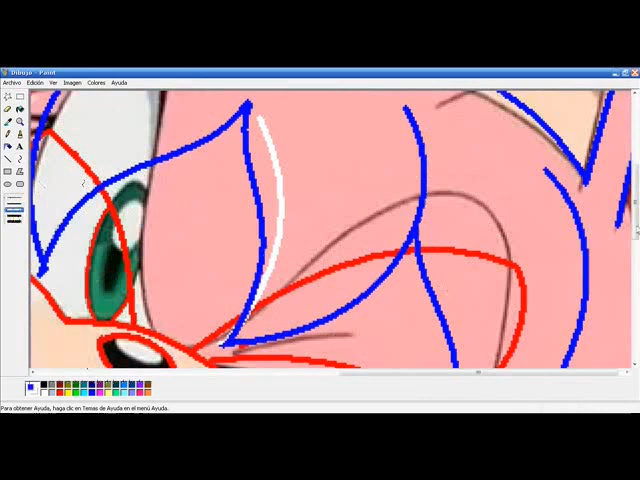 Dibujo - Paint
Archivo Edición Ver Imagen Colores Ayuda
A
Para obtener Ayuda, haga clic en Temas de Ayuda en el menú Ayuda.